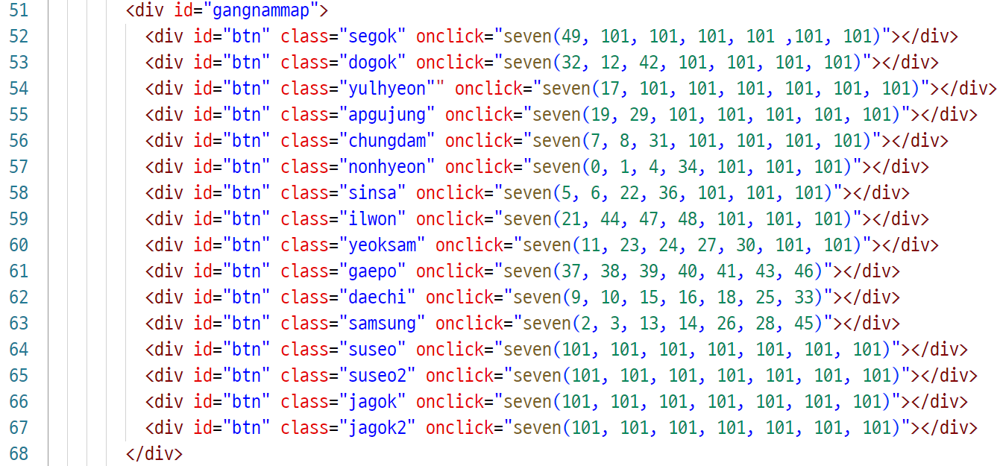 51 <div id="gangnammap">
52 <div id="btn" class="segok" onclick="seven(49, 101, 101, 101, 101 ,101, 101)"></div>
53 <div id="btn" class="dogok" onclick="seven(32, 12, 42, 101, 101, 101, 101)"></div>
54 <div id="btn" class="yulhyeon"" onclick="seven(17, 101, 101, 101, 101, 101, 101)"></div>
55 <div id="btn" class="apgujung" onclick="seven(19, 29, 101, 101, 101, 101, 101)"></div>
56 <div id="btn" class="chungdam" onclick="seven(7, 8, 31, 101, 101, 101, 101)"></div>
57 <div id="btn" class="nonhyeon" onclick="seven(0, 1, 4, 34, 101, 101, 101)"></div>
58 <div id="btn" class="sinsa" onclick="seven(5, 6, 22, 36, 101, 101, 101)"></div>
59 <div id="btn" class="ilwon" onclick="seven(21, 44, 47, 48, 101, 101, 101)"></div>
60 <div id="btn" class="yeoksam" onclick="seven(11, 23, 24, 27, 30, 101, 101)"></div>
61 <div id="btn" class="gaepo" onclick="seven(37, 38, 39, 40, 41, 43, 46)"></div>
62 <div id="btn" class="daechi" onclick="seven(9, 10, 15, 16, 18, 25, 33)"></div>
63 <div id="btn" class="samsung" onclick="seven(2, 3, 13, 14, 26, 28, 45)"></div>
64 <div id="btn" class="suseo" onclick="seven(101, 101, 101, 101, 101, 101, 101)"></div>
65 <div id="btn" class="suseo2" onclick="seven(101, 101, 101, 101, 101, 101, 101)"></div>
66 <div id="btn" class="jagok" onclick="seven(101, 101, 101, 101, 101, 101, 101)"></div>
67 <div id="btn" class="jagok2" onclick="seven(101, 101, 101, 101, 101, 101, 101)"></div>
68 </div>